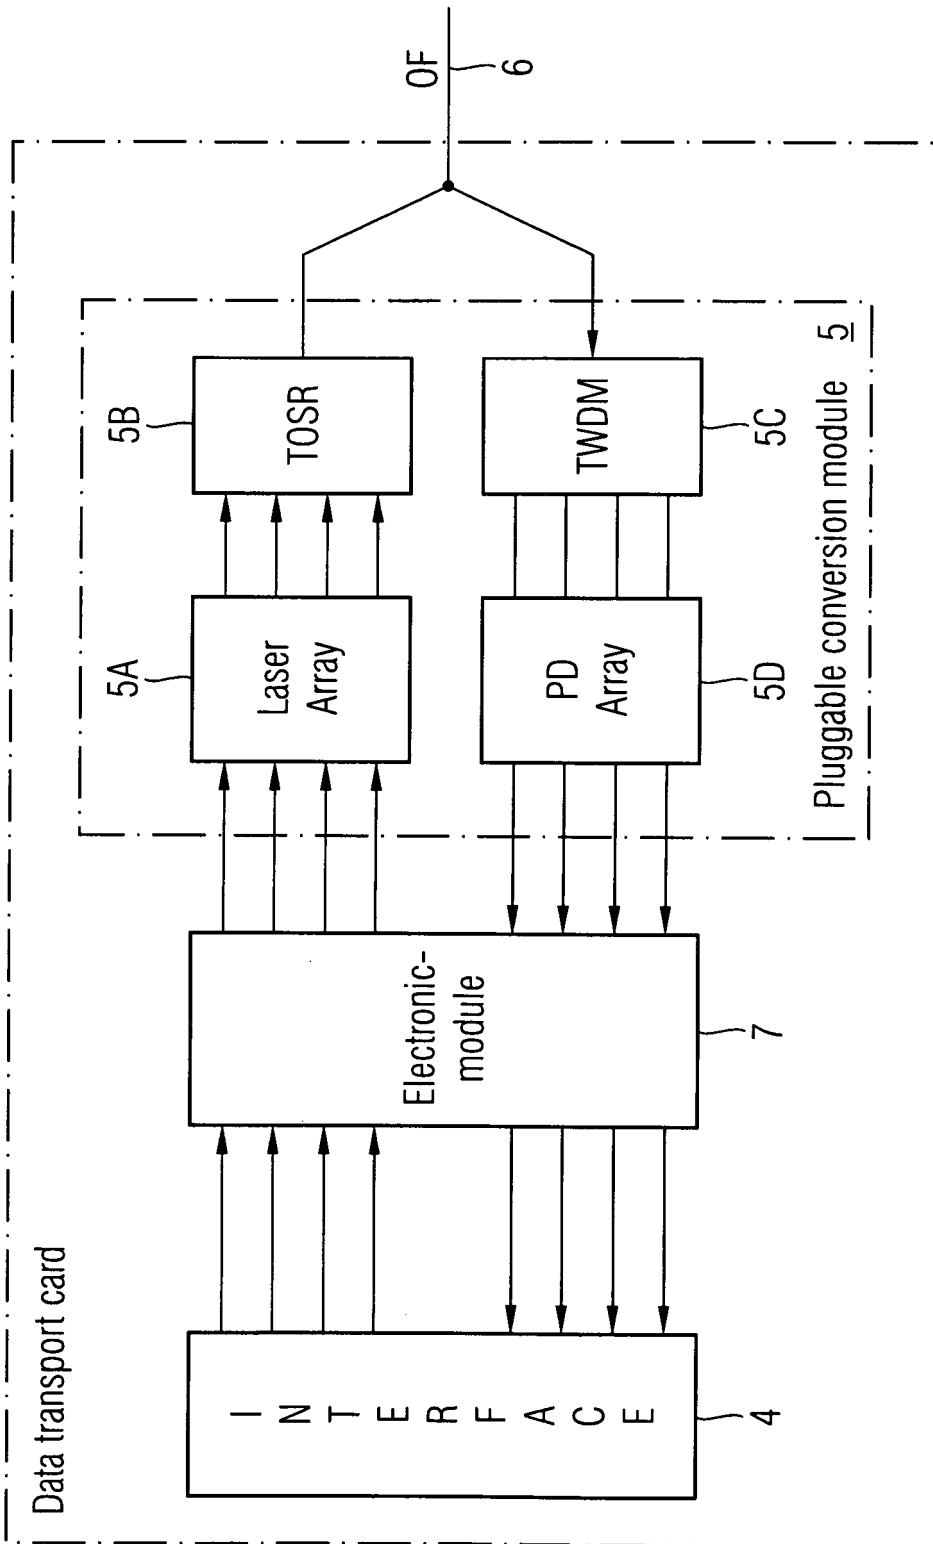 Data transport card
INTERFACE
4
Electronic-
module
7
5A
Laser
Array
5B
TOSR
PD
Array
5D
TWDM
5C
Pluggable conversion module 5
OF
6